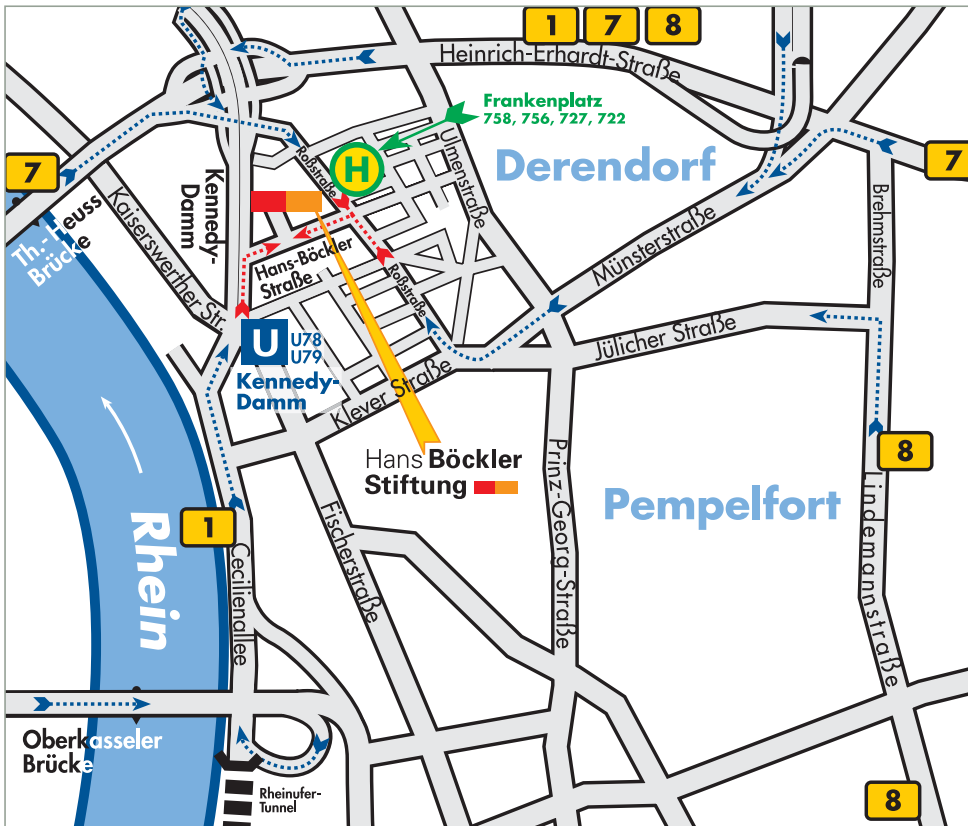 1
7
8
Heinrich-Erhardt-Straße
Frankenplatz
758, 756, 727, 722
Ulmenstraße
Derendorf
7
7
H
Roßstraße
Kennedy-
Damm
Kaiserswerther Str.
Th.-Heuss
Brücke
Hans-Böckler
Straße
Roßstraße
Münsterstraße
Brehmstraße
U
U78
U79
Kennedy-
Damm
Jülicher Straße
Klever Straße
Hans Böckler
Stiftung
8
Pempelfort
Prinz-Georg-Straße
Lindemannstraße
1
Rhein
Fischerstraße
Cecilienallee
Oberkasseler
Brücke
Rheinufer-
Tunnel
8